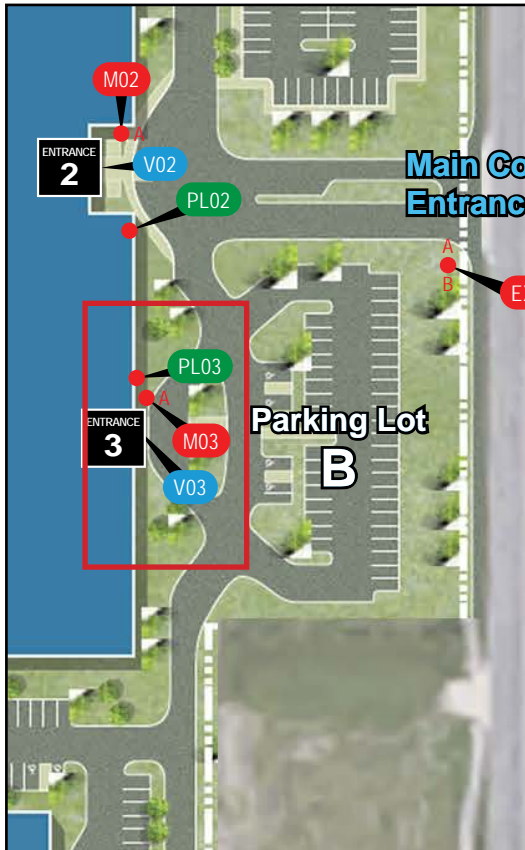 M02
A
ENTRANCE
2
V02
PL02
Main Co
Entranc
A
B
E
PL03
A
ENTRANCE
3
M03
V03
Parking Lot
B